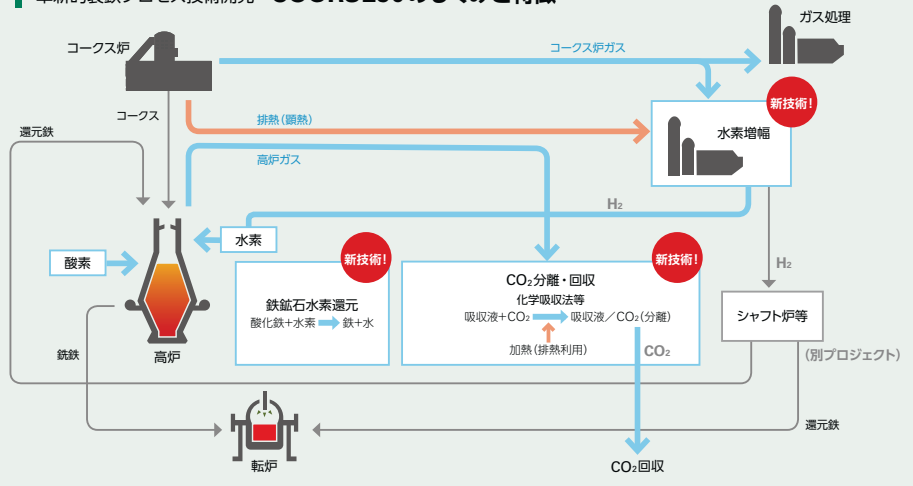 コークス炉
コークス炉ガス
ガス処理
コークス
排熱(顕熱)
新技術!
水素増幅
還元鉄
高炉ガス
H₂
水素
酸素
新技術!
鉄鉱石水素還元
酸化鉄+水素 鉄+水
新技術!
CO₂分離・回収
化学吸収法等
吸収液+CO₂ 吸収液/CO₂(分離)
加熱(排熱利用)
CO₂
H₂
シャフト炉等
(別プロジェクト)
高炉
銑鉄
還元鉄
転炉
CO₂回収